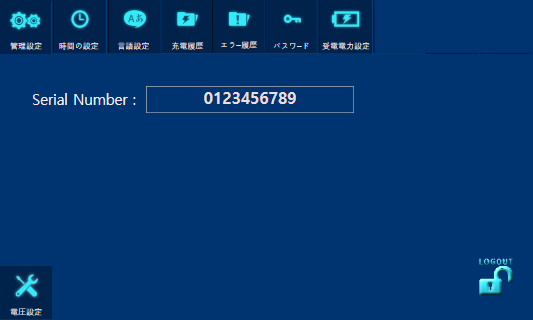 Aあ
管理設定 時間の設定 言語設定 充電履歴 エラー履歴 パスワード 受電電力設定
Serial Number : 0123456789
LOGOUT
電圧設定